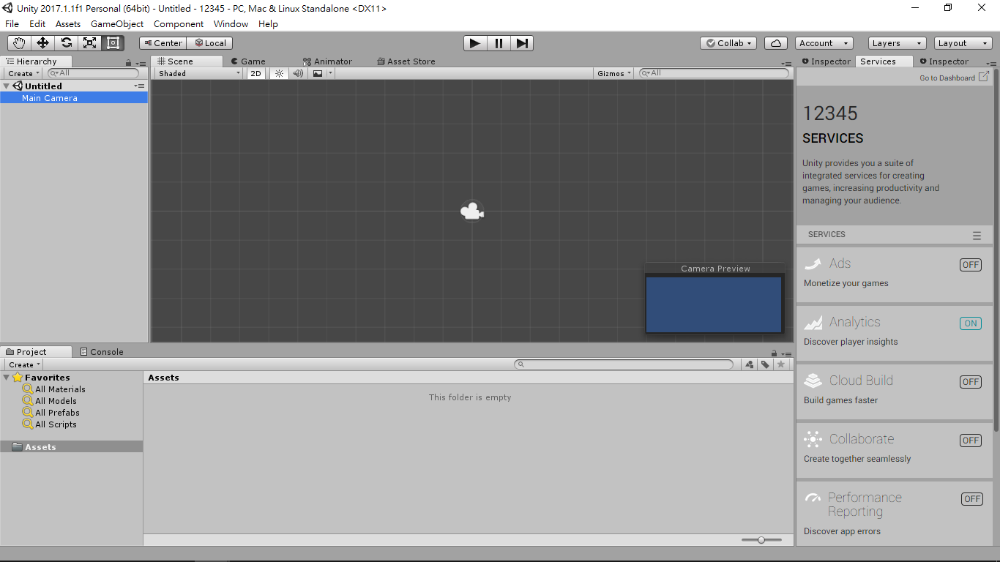 Unity 2017.1.1f1 Personal (64bit) - Untitled - 12345 - PC, Mac & Linux Standalone <DX11>
File Edit Assets GameObject Component Window Help
Center Local Collab Account Layers Layout
Hierarchy
Create All
Untitled
Main Camera
Scene Game Animator Asset Store
Shaded 2D Gizmos All
Camera Preview
Inspector Services Inspector
Go to Dashboard
12345
SERVICES
Unity provides you a suite of
integrated services for creating
games, increasing productivity and
managing your audience.
SERVICES
Ads OFF
Monetize your games
Analytics ON
Discover player insights
Cloud Build OFF
Build games faster
Collaborate OFF
Create together seamlessly
Performance
Reporting OFF
Discover app errors
Project Console
Create
Favorites
All Materials
All Models
All Prefabs
All Scripts
Assets
Assets
This folder is empty